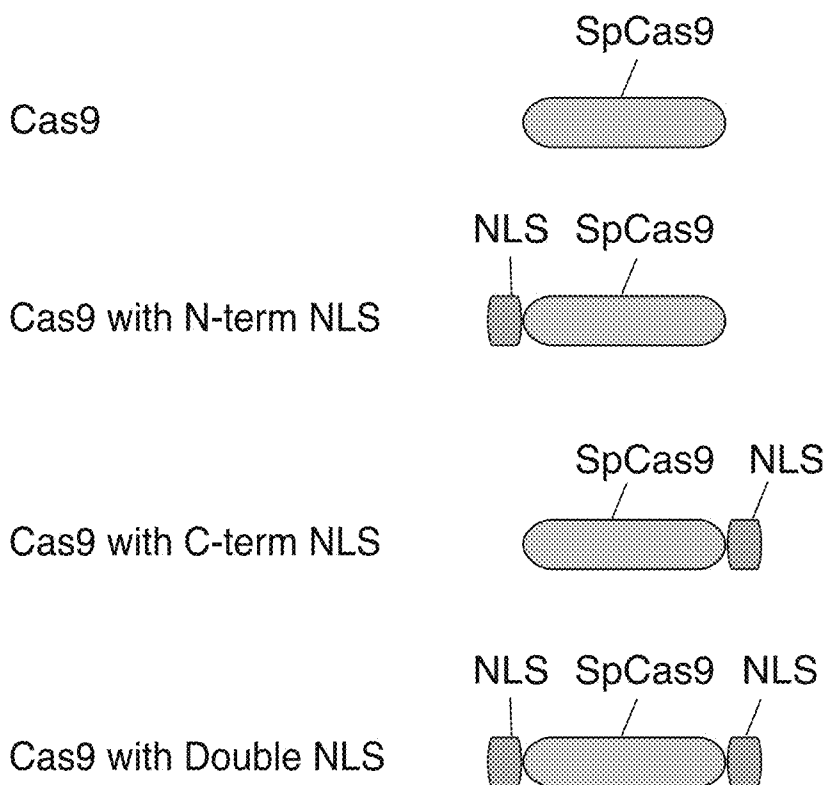 SpCas9
Cas9
NLS SpCas9
Cas9 with N-term NLS
SpCas9 NLS
Cas9 with C-term NLS
NLS SpCas9 NLS
Cas9 with Double NLS